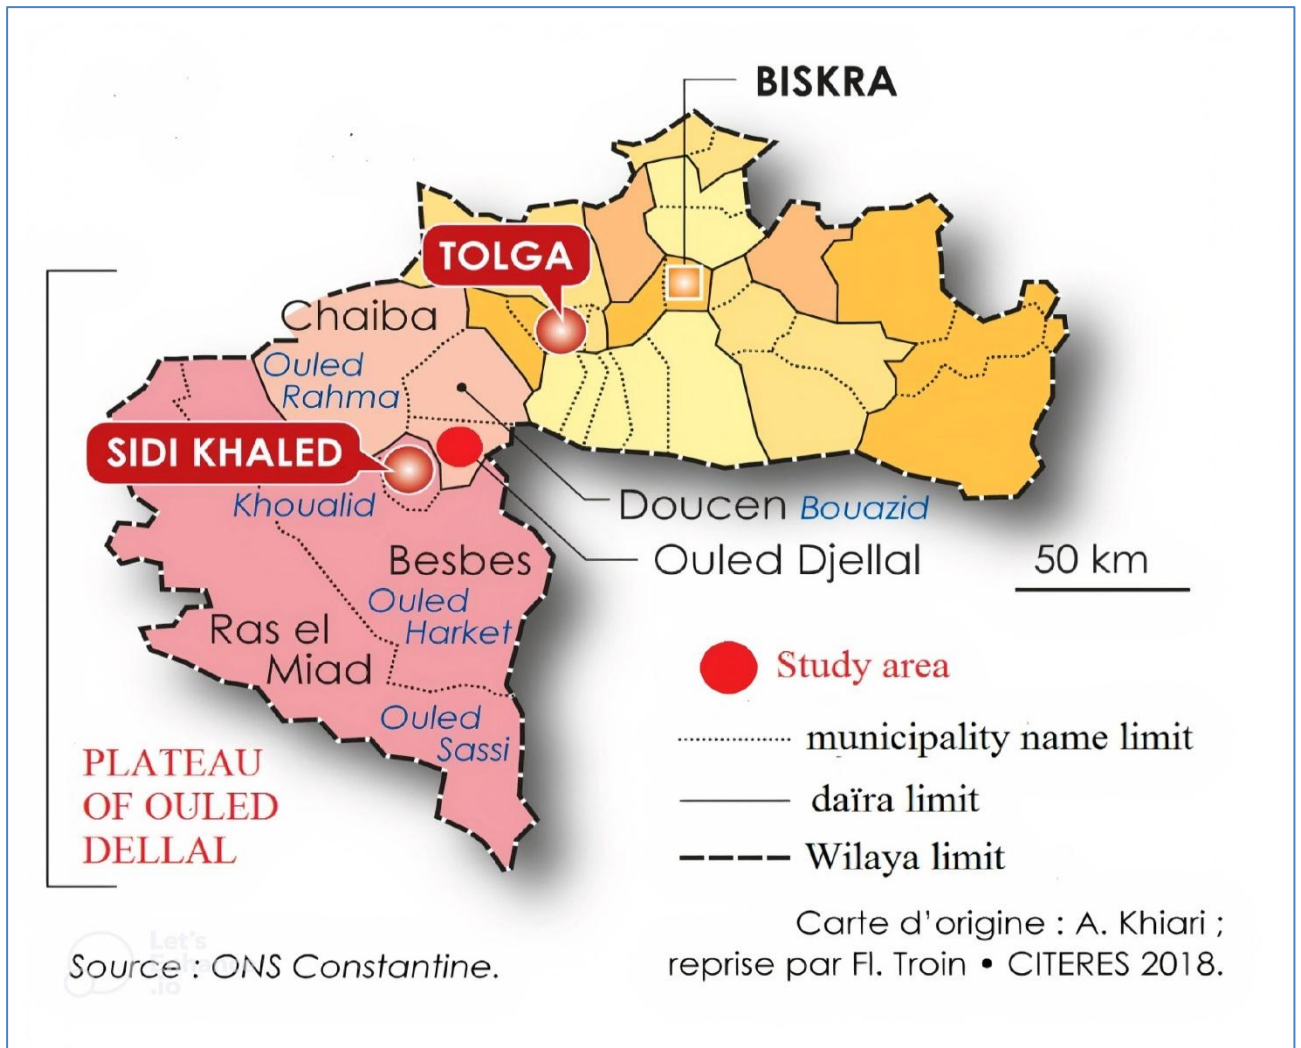 BISKRA
TOLGA
Chaiba
Ouled
Rahma
SIDI KHALED
Khoualid
Doucen Bouazid
Ouled Djellal
50 km
Besbes
Ouled
Harket
Ras el
Miad
Ouled
Sassi
PLATEAU
OF OULED
DELLAL
Study area
municipality name limit
daïra limit
Wilaya limit
Carte d'origine : A. Khiari ;
reprise par Fl. Troin • CITERES 2018.
Let's
.io
Source : ONS Constantine.